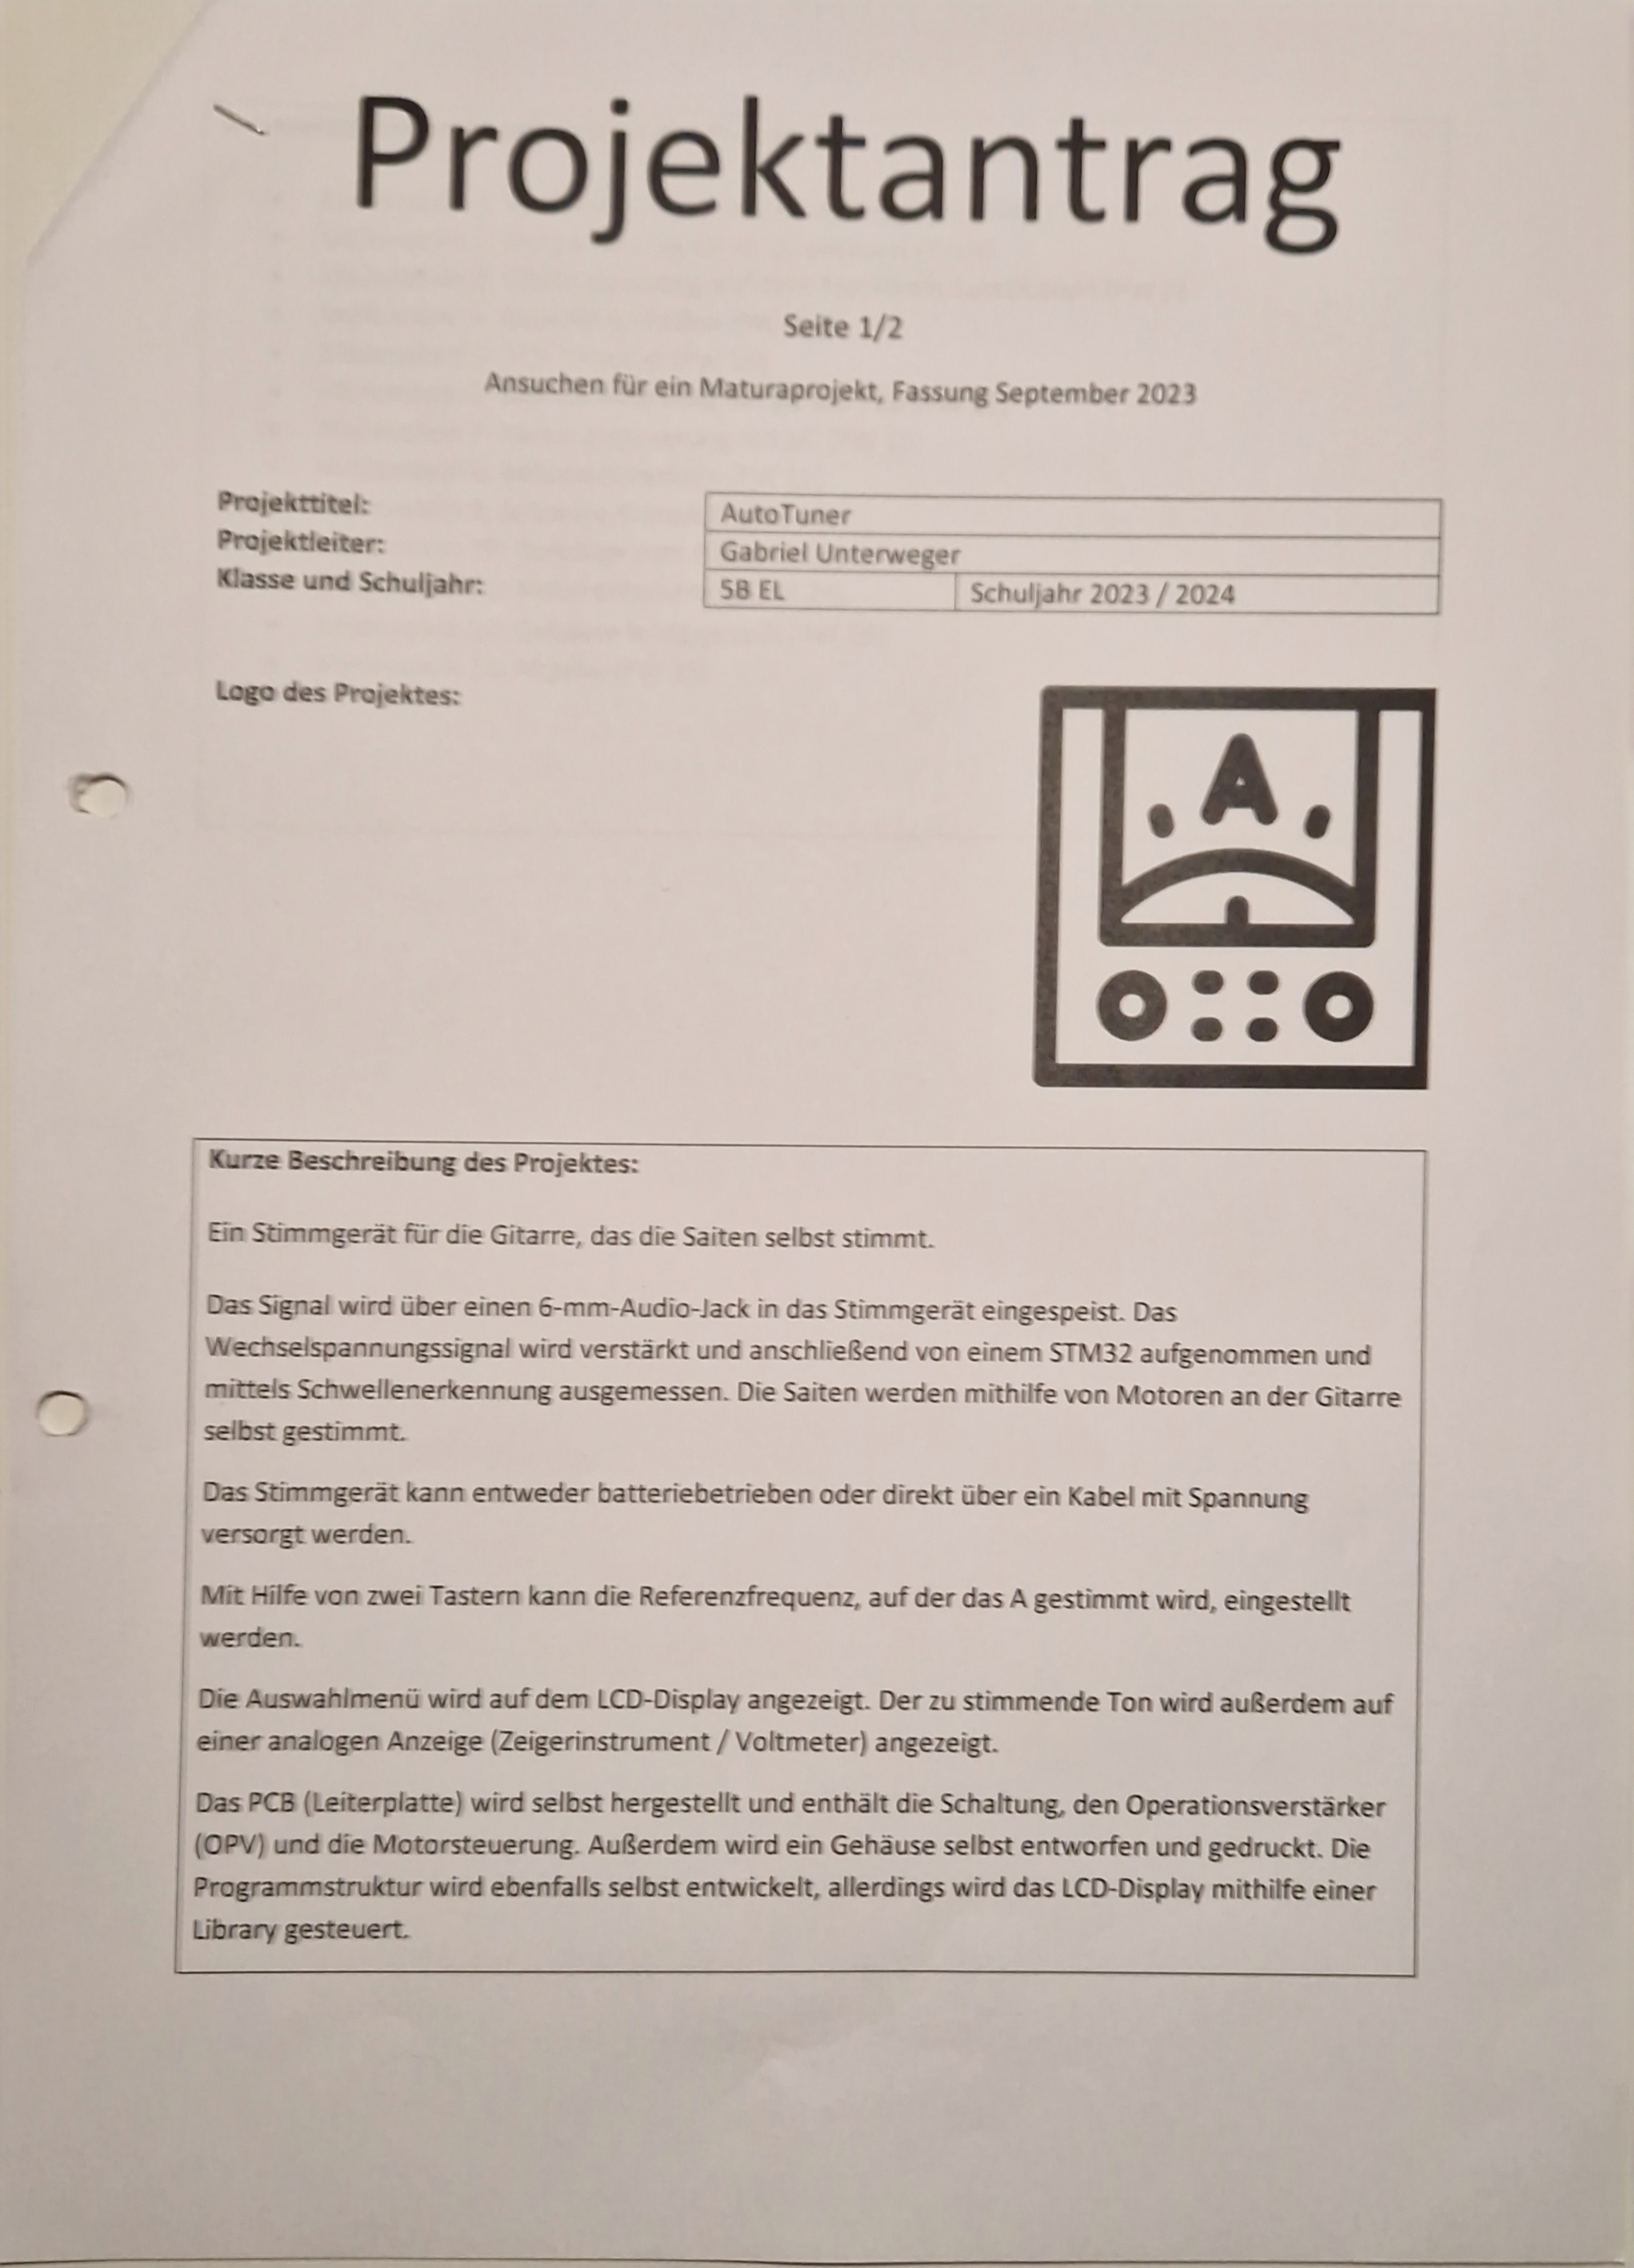 Projektantrag
Seite 1/2
Ansuchen für ein Maturaprojekt, Fassung September 2023
Projekttitel: AutoTuner
Projektleiter: Gabriel Unterweger
Klasse und Schuljahr: 5B EL Schuljahr 2023 / 2024
Logo des Projektes:
A
Kurze Beschreibung des Projektes:
Ein Stimmgerät für die Gitarre, das die Saiten selbst stimmt.
Das Signal wird über einen 6-mm-Audio-Jack in das Stimmgerät eingespeist. Das
Wechselspannungssignal wird verstärkt und anschließend von einem STM32 aufgenommen und
mittels Schwellenerkennung ausgemessen. Die Saiten werden mithilfe von Motoren an der Gitarre
selbst gestimmt.
Das Stimmgerät kann entweder batteriebetrieben oder direkt über ein Kabel mit Spannung
versorgt werden.
Mit Hilfe von zwei Tastern kann die Referenzfrequenz, auf der das A gestimmt wird, eingestellt
werden.
Die Auswahlmenü wird auf dem LCD-Display angezeigt. Der zu stimmende Ton wird außerdem auf
einer analogen Anzeige (Zeigerinstrument / Voltmeter) angezeigt.
Das PCB (Leiterplatte) wird selbst hergestellt und enthält die Schaltung, den Operationsverstärker
(OPV) und die Motorsteuerung. Außerdem wird ein Gehäuse selbst entworfen und gedruckt. Die
Programmstruktur wird ebenfalls selbst entwickelt, allerdings wird das LCD-Display mithilfe einer
Library gesteuert.